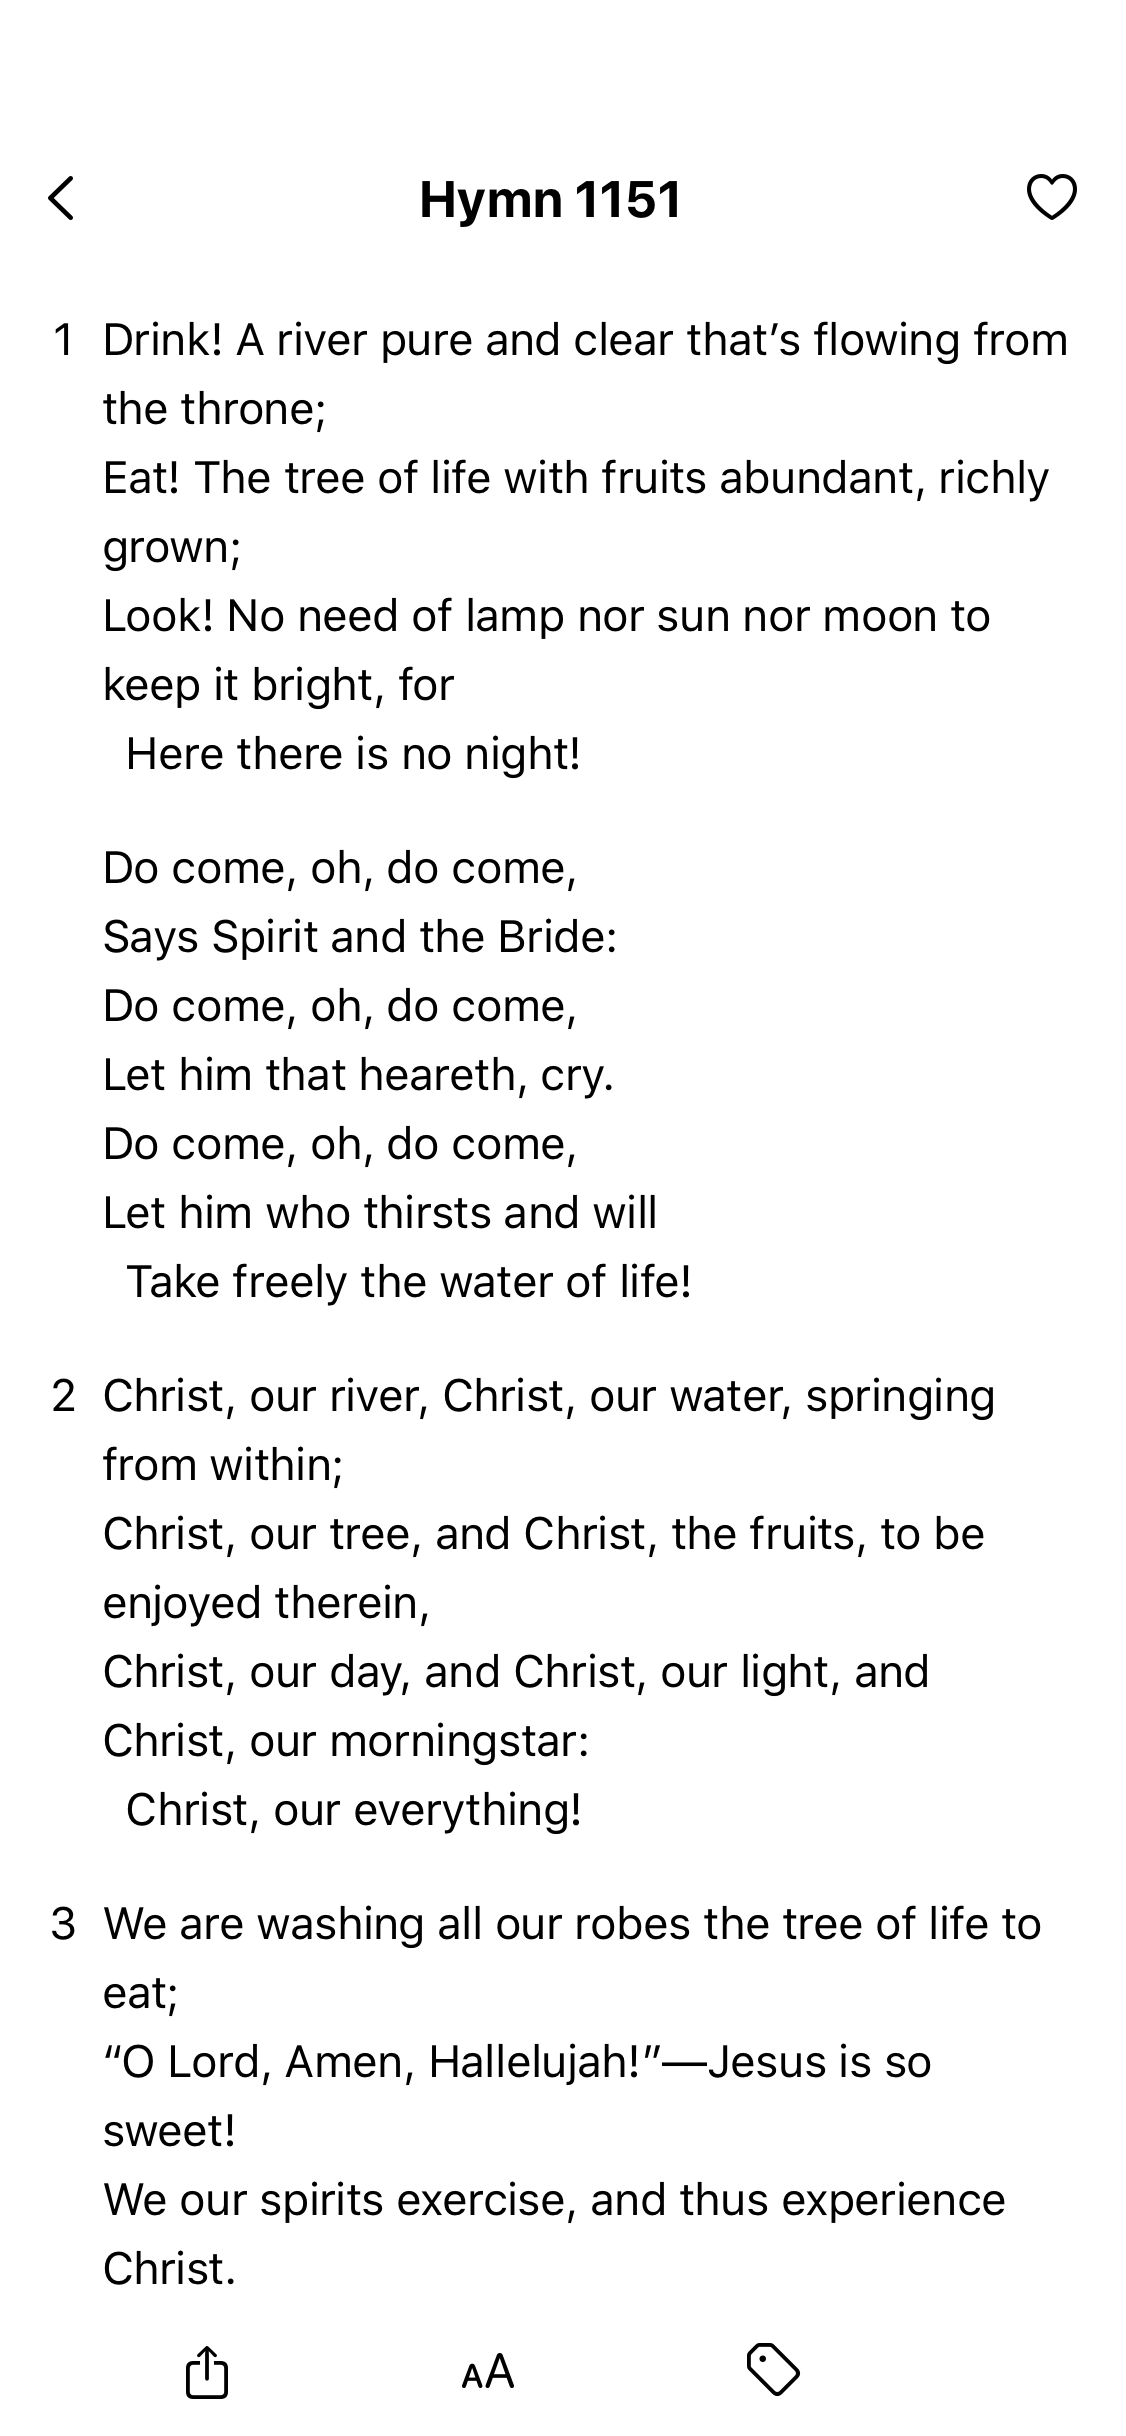 Hymn 1151
1 Drink! A river pure and clear that’s flowing from
the throne;
Eat! The tree of life with fruits abundant, richly
grown;
Look! No need of lamp nor sun nor moon to
keep it bright, for
Here there is no night!
Do come, oh, do come,
Says Spirit and the Bride:
Do come, oh, do come,
Let him that heareth, cry.
Do come, oh, do come,
Let him who thirsts and will
Take freely the water of life!
2 Christ, our river, Christ, our water, springing
from within;
Christ, our tree, and Christ, the fruits, to be
enjoyed therein,
Christ, our day, and Christ, our light, and
Christ, our morningstar:
Christ, our everything!
3 We are washing all our robes the tree of life to
eat;
“O Lord, Amen, Hallelujah!”—Jesus is so
sweet!
We our spirits exercise, and thus experience
Christ.
AA